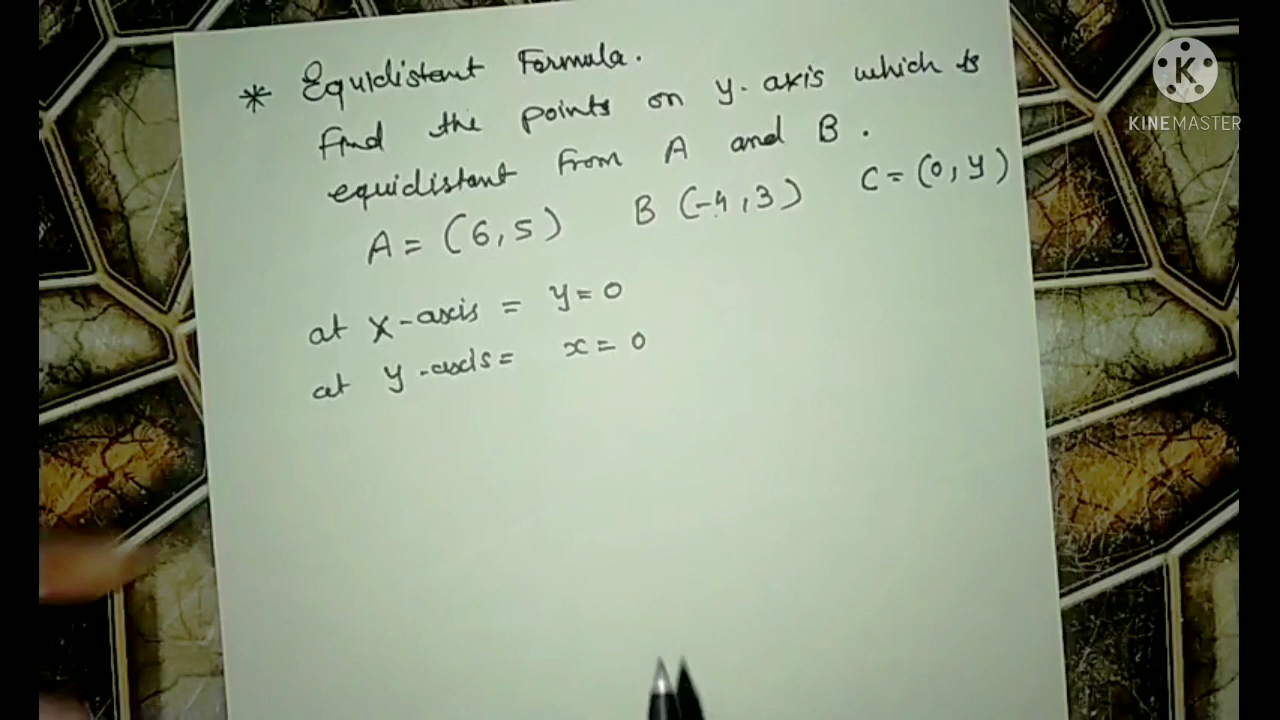 * Equidistant Formula.
Find the points on y-axis which is
equidistant from A and B.
A = (6,5) B (-4,3) C = (0,y)
at x-axis = y=0
at y-axis = x=0
K
KINEMASTER